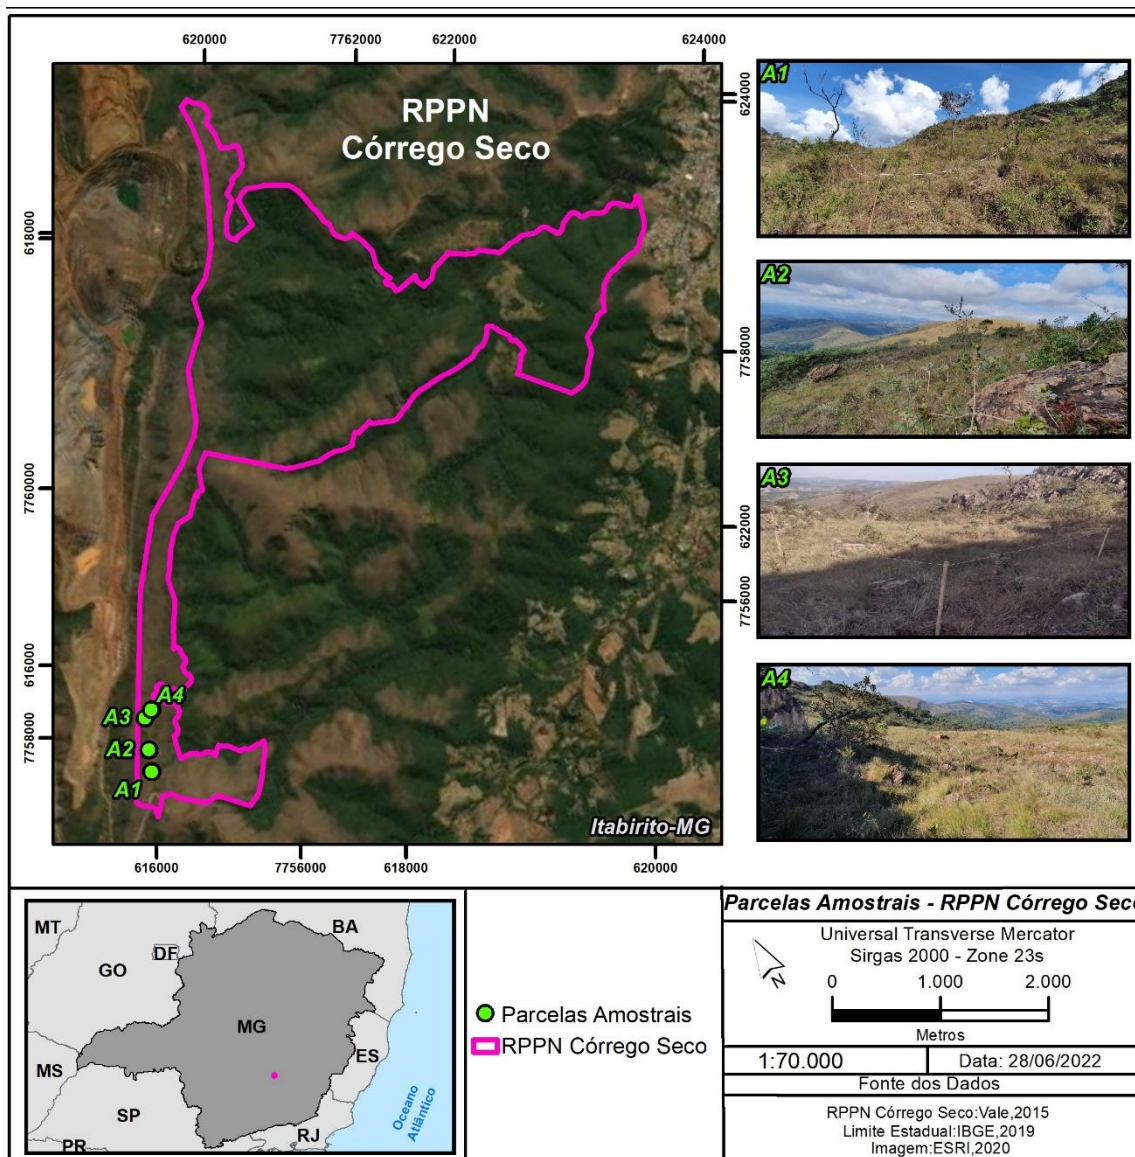 620000
7762000
622000
624000
RPPN
Córrego Seco
618000
7760000
616000
7758000
624000
7758000
622000
7756000
A4
A3
A2
A1
Itabirito-MG
616000
7756000
618000
620000
A1
A2
A3
A4
MT
BA
DF
GO
MG
ES
MS
SP
RJ
PR
Oceano
Atlântico
Parcelas Amostrais
RPPN Córrego Seco
Parcelas Amostrais - RPPN Córrego Seco
Universal Transverse Mercator
Sirgas 2000 - Zone 23s
N
0 1.000 2.000
Metros
1:70.000
Data: 28/06/2022
Fonte dos Dados
RPPN Córrego Seco:Vale,2015
Limite Estadual:IBGE,2019
Imagem:ESRI,2020